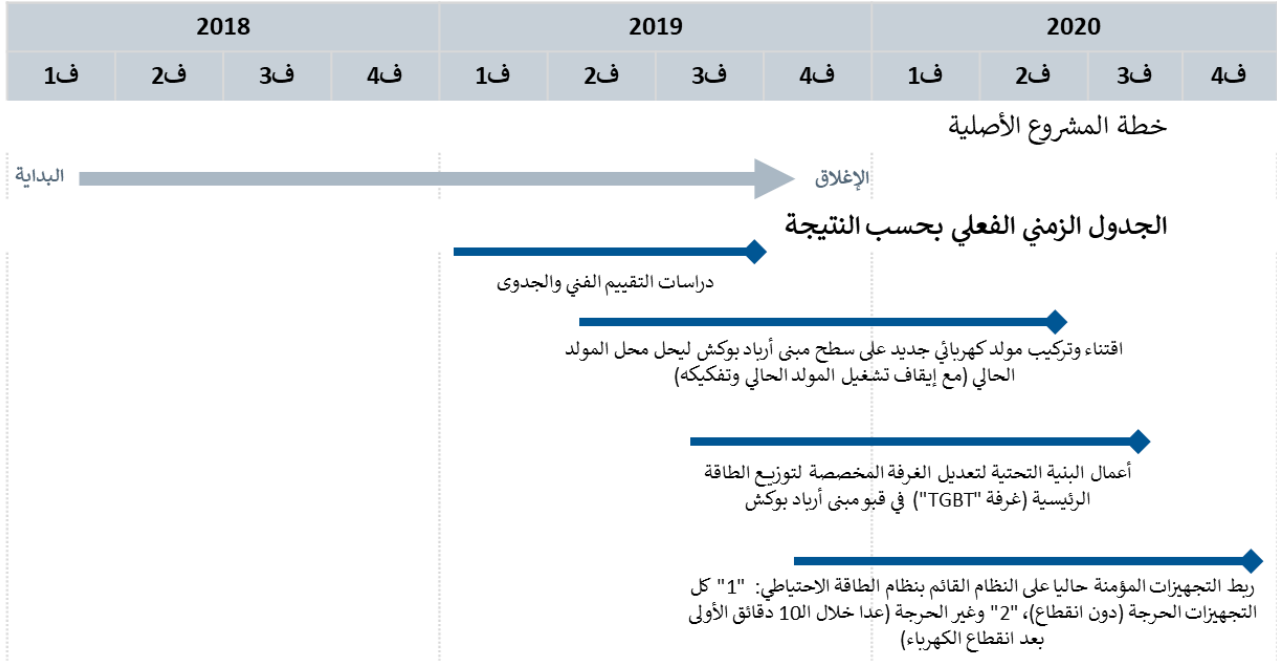 2018 2019 2020
ف1 ف2 ف3 ف4 ف1 ف2 ف3 ف4 ف1 ف2 ف3 ف4
خطة المشروع الأصلية
البداية
الإغلاق
الجدول الزمني الفعلي بحسب النتيجة
دراسات التقييم الفني والجدوى
اقتناء وتركيب مولد كهربائي جديد على سطح مبنى أرباد بوكش ليحل محل المولد
الحالي (مع إيقاف تشغيل المولد الحالي وتفكيكه)
أعمال البنية التحتية لتعديل الغرفة المخصصة لتوزيع الطاقة
الرئيسية (غرفة "TGBT") في قبو مبنى أرباد بوكش
ربط التجهيزات المؤمنة حاليا على النظام القائم بنظام الطاقة الاحتياطي: "1" كل
التجهيزات الحرجة (دون انقطاع)، "2" وغير الحرجة (عدا خلال الـ10 دقائق الأولى
بعد انقطاع الكهرباء)